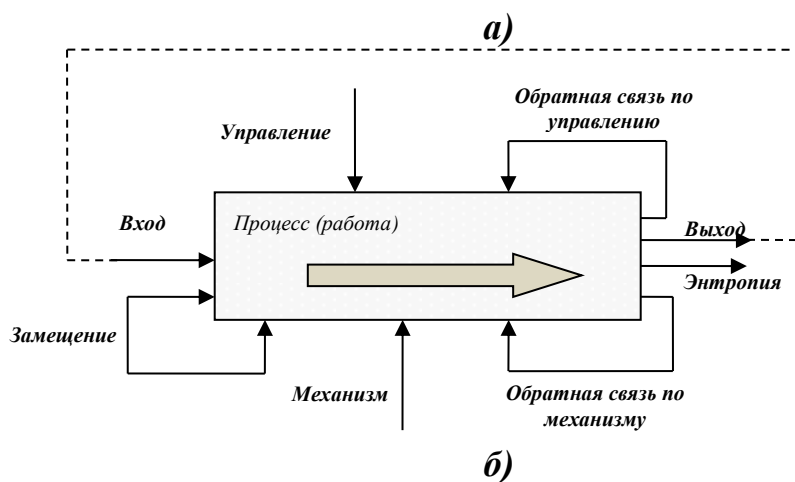 а)
Обратная связь по
управлению
Управление
Вход
Процесс (работа)
Выход
Энтропия
Замещение
Механизм
Обратная связь по
механизму
б)